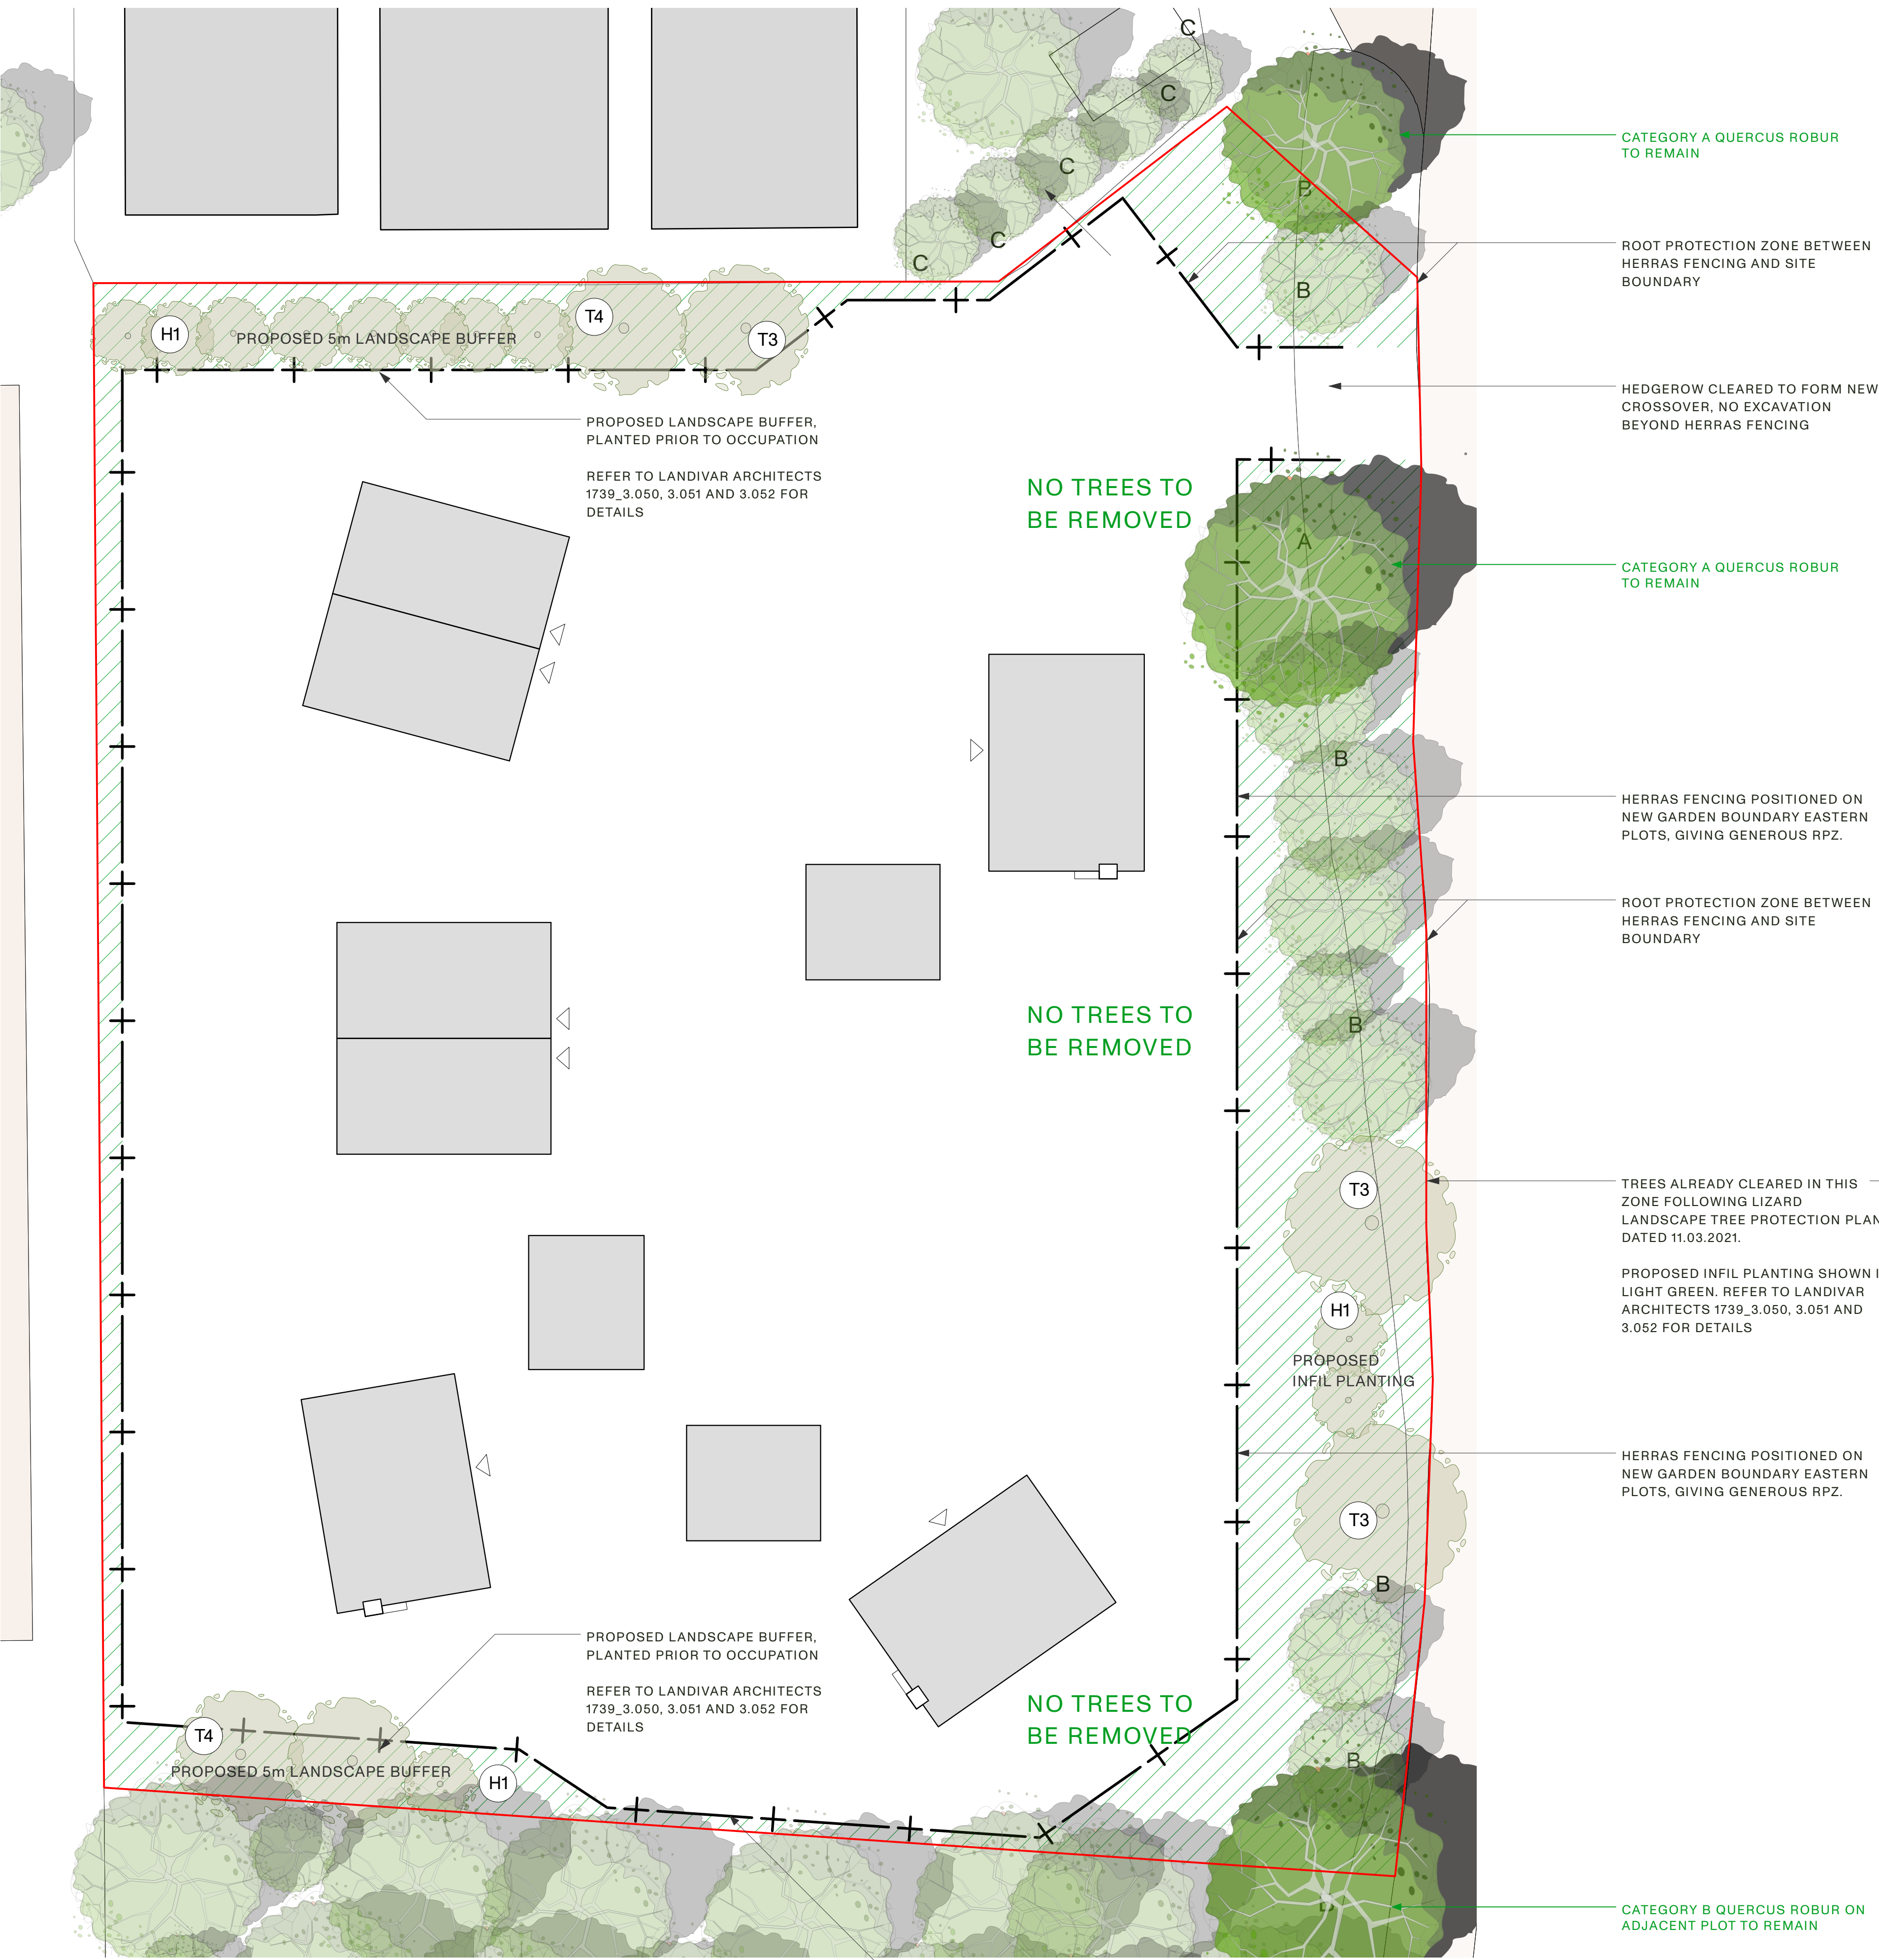 C
C
C
C
C
CATEGORY A QUERCUS ROBUR
TO REMAIN
B
ROOT PROTECTION ZONE BETWEEN
HERRAS FENCING AND SITE
BOUNDARY
B
H1
T4
T3
PROPOSED 5m LANDSCAPE BUFFER
HEDGEROW CLEARED TO FORM NEW
CROSSOVER, NO EXCAVATION
BEYOND HERRAS FENCING
PROPOSED LANDSCAPE BUFFER,
PLANTED PRIOR TO OCCUPATION
REFER TO LANDIVAR ARCHITECTS
1739_3.050, 3.051 AND 3.052 FOR
DETAILS
NO TREES TO
BE REMOVED
A
CATEGORY A QUERCUS ROBUR
TO REMAIN
B
HERRAS FENCING POSITIONED ON
NEW GARDEN BOUNDARY EASTERN
PLOTS, GIVING GENEROUS RPZ.
ROOT PROTECTION ZONE BETWEEN
HERRAS FENCING AND SITE
BOUNDARY
NO TREES TO
BE REMOVED
B
T3
TREES ALREADY CLEARED IN THIS
ZONE FOLLOWING LIZARD
LANDSCAPE TREE PROTECTION PLAN
DATED 11.03.2021.
PROPOSED INFIL PLANTING SHOWN
LIGHT GREEN. REFER TO LANDIVAR
ARCHITECTS 1739_3.050, 3.051 AND
3.052 FOR DETAILS
H1
PROPOSED
INFIL PLANTING
HERRAS FENCING POSITIONED ON
NEW GARDEN BOUNDARY EASTERN
PLOTS, GIVING GENEROUS RPZ.
T3
B
PROPOSED LANDSCAPE BUFFER,
PLANTED PRIOR TO OCCUPATION
REFER TO LANDIVAR ARCHITECTS
1739_3.050, 3.051 AND 3.052 FOR
DETAILS
NO TREES TO
BE REMOVED
T4
PROPOSED 5m LANDSCAPE BUFFER
H1
B
CATEGORY B QUERCUS ROBUR ON
ADJACENT PLOT TO REMAIN